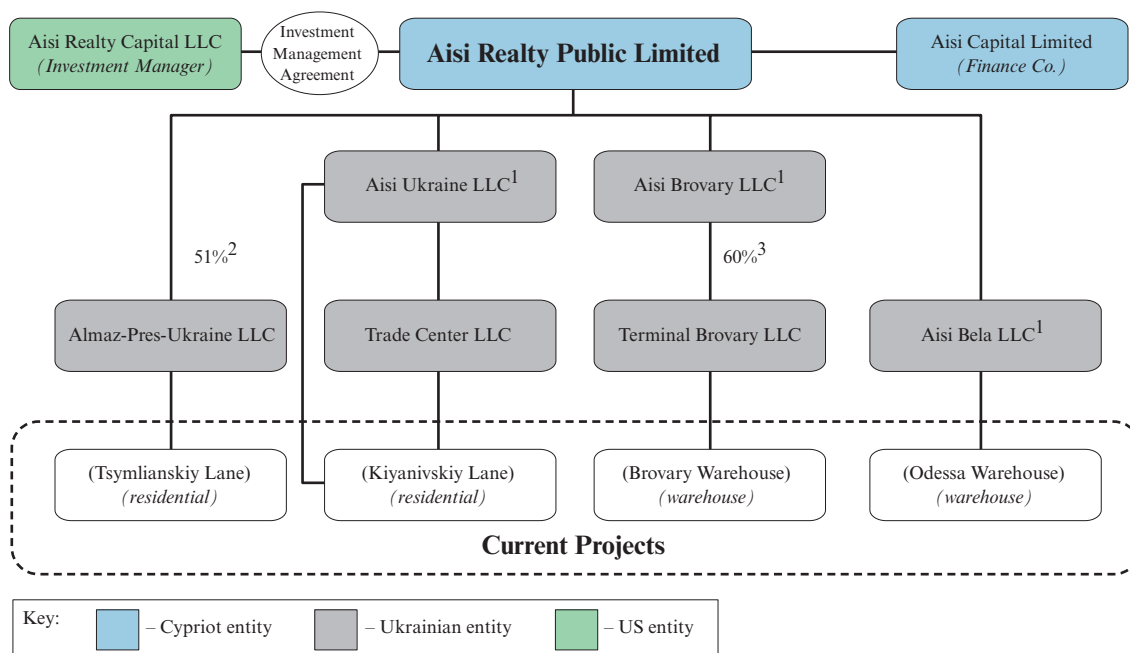 Aisi Realty Capital LLC
(Investment Manager)
Investment
Management
Agreement
Aisi Realty Public Limited
Aisi Capital Limited
(Finance Co.)
Aisi Ukraine LLC1
Aisi Brovary LLC1
51%2
60%3
Almaz-Pres-Ukraine LLC
Trade Center LLC
Terminal Brovary LLC
Aisi Bela LLC1
(Tsymlianskiy Lane)
(residential)
(Kiyanivskiy Lane)
(residential)
(Brovary Warehouse)
(warehouse)
(Odessa Warehouse)
(warehouse)
Current Projects
Key:
– Cypriot entity
– Ukrainian entity
– US entity